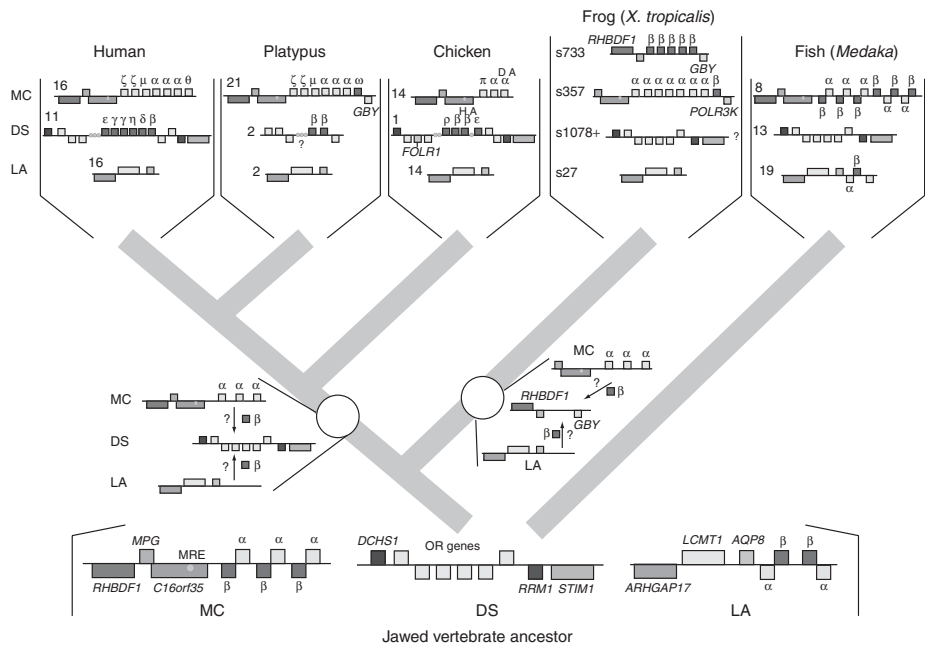 Frog (X. tropicalis)
Human
Platypus
Chicken
Fish (Medaka)
s733
RHBDF1 β β β β β
GBY
MC
16
ζ ζ μ α α α θ
21
ζ ζ μ α α α α ω
GBY
14
π α α
D A
H A
s357
α α α α α α α β
POLR3K
8
α α α β β β
β β β α α
DS
11
ε γ γ η δ β
2
β β
?
1
ρ β β ε
FOLR1
s1078+
?
13
LA
16
2
14
s27
19
β
α
MC
α α α
?
β
RHBDF1
GBY
β
?
LA
MC
α α α
?
β
DS
?
β
LA
MPG
MRE
α α α
RHBDF1
C16orf35
β β β
MC
DCHS1
OR genes
RRM1
STIM1
DS
LCMT1
AQP8
β β
ARHGAP17
α α
LA
Jawed vertebrate ancestor